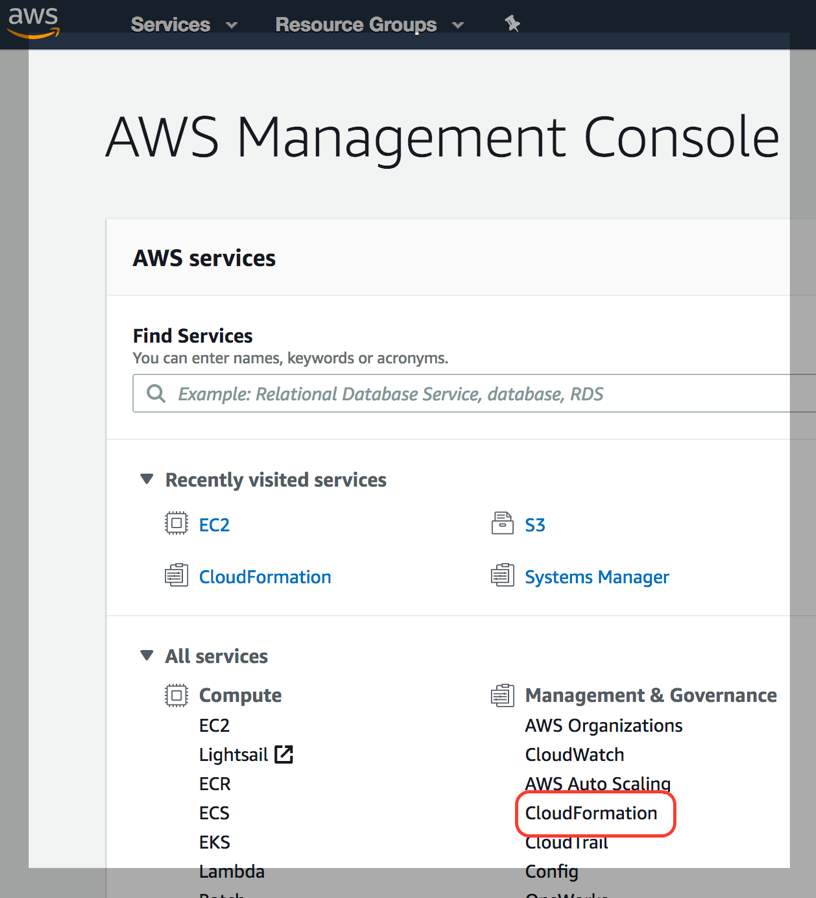 aws
Services
Resource Groups
AWS Management Console
AWS services
Find Services
You can enter names, keywords or acronyms.
Example: Relational Database Service, database, RDS
Recently visited services
EC2
S3
CloudFormation
Systems Manager
All services
Compute
EC2
Lightsail
ECR
ECS
EKS
Lambda
Batch
Management & Governance
AWS Organizations
CloudWatch
AWS Auto Scaling
CloudFormation
CloudTrail
Config
OpsWorks